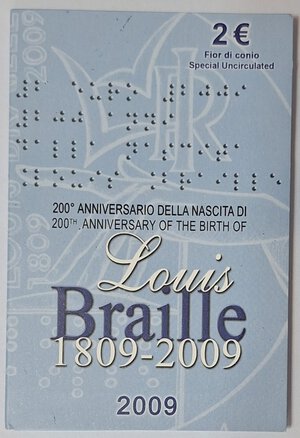 2 €
Fior di conio
Special Uncirculated
200° ANNIVERSARIO DELLA NASCITA DI
200TH ANNIVERSARY OF THE BIRTH OF
Louis
Braille
1809-2009
2009